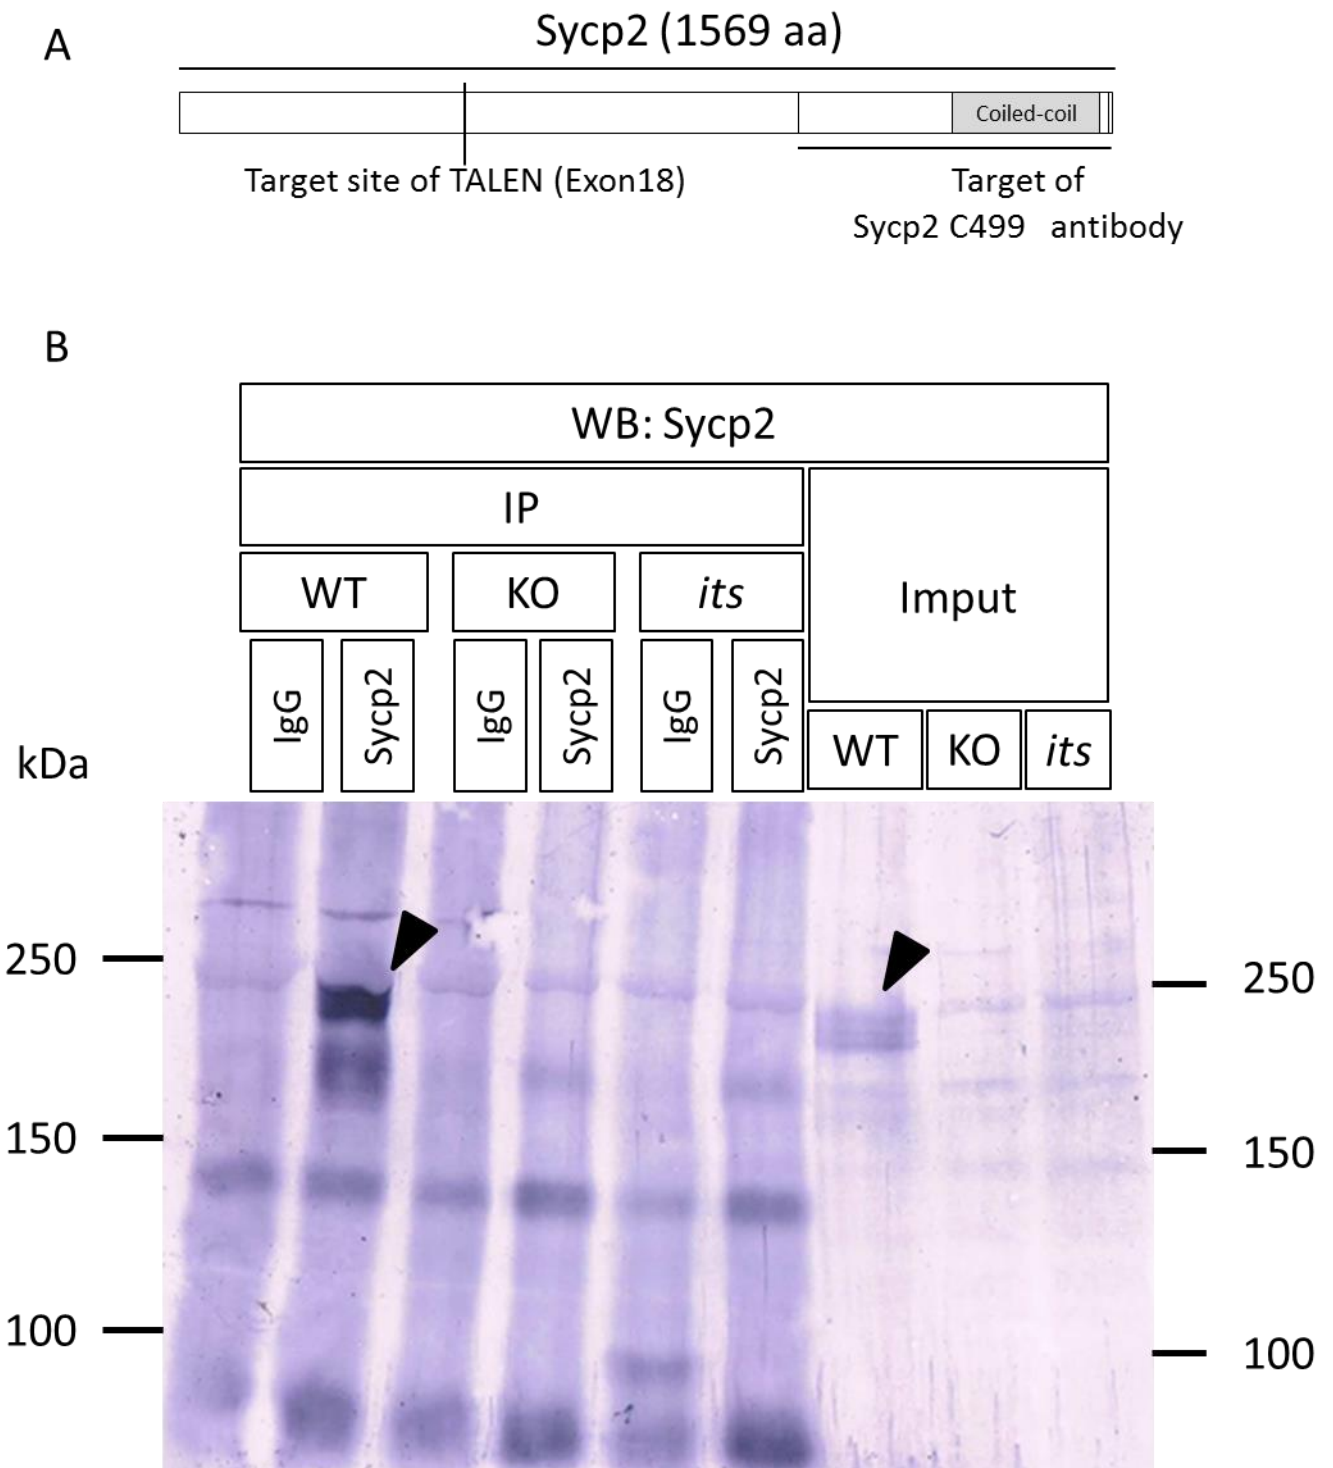 A
Sycp2 (1569 aa)
Coiled-coil
Target site of TALEN (Exon18)
Target of
Sycp2 C499 antibody
B
WB: Sycp2
IP
Imput
WT
KO
its
IgG
Sycp2
IgG
Sycp2
IgG
Sycp2
WT
KO
its
kDa
250
250
150
150
100
100